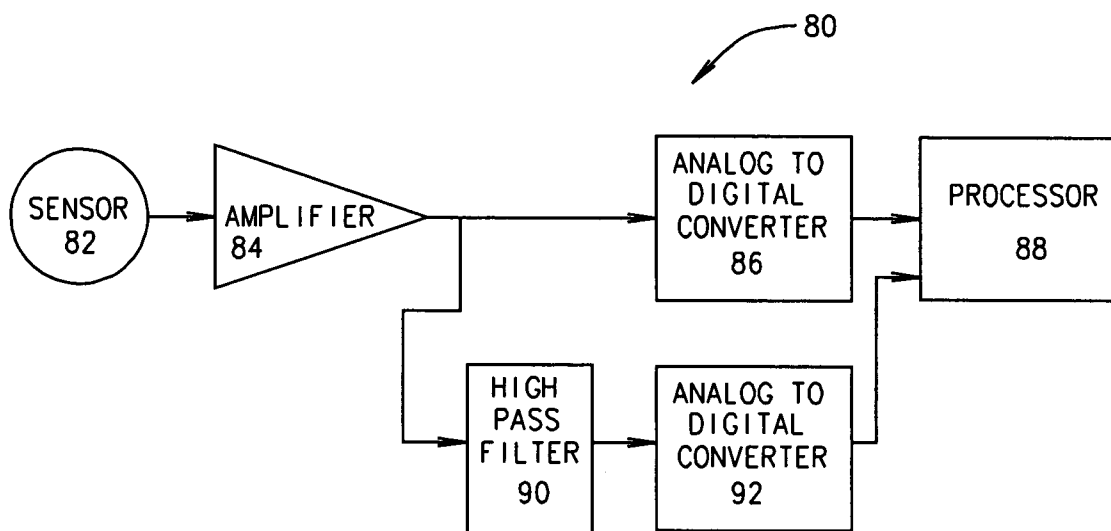 80
SENSOR
82
AMPLIFIER
84
ANALOG TO
DIGITAL
CONVERTER
86
PROCESSOR
88
HIGH
PASS
FILTER
90
ANALOG TO
DIGITAL
CONVERTER
92